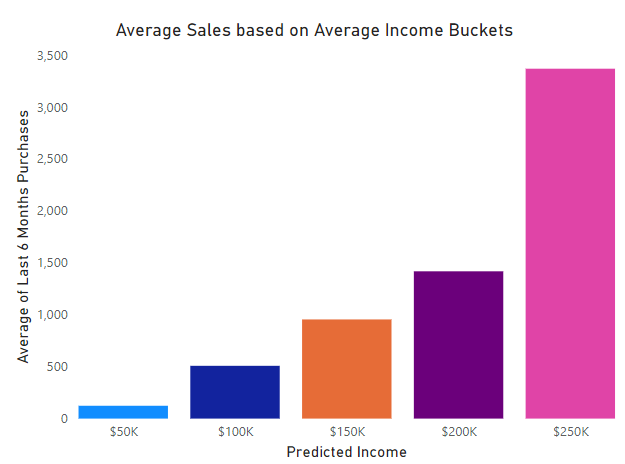 Average Sales based on Average Income Buckets
Average of Last 6 Months Purchases
3,500
3,000
2,500
2,000
1,500
1,000
500
0
$50K
$100K
$150K
$200K
$250K
Predicted Income